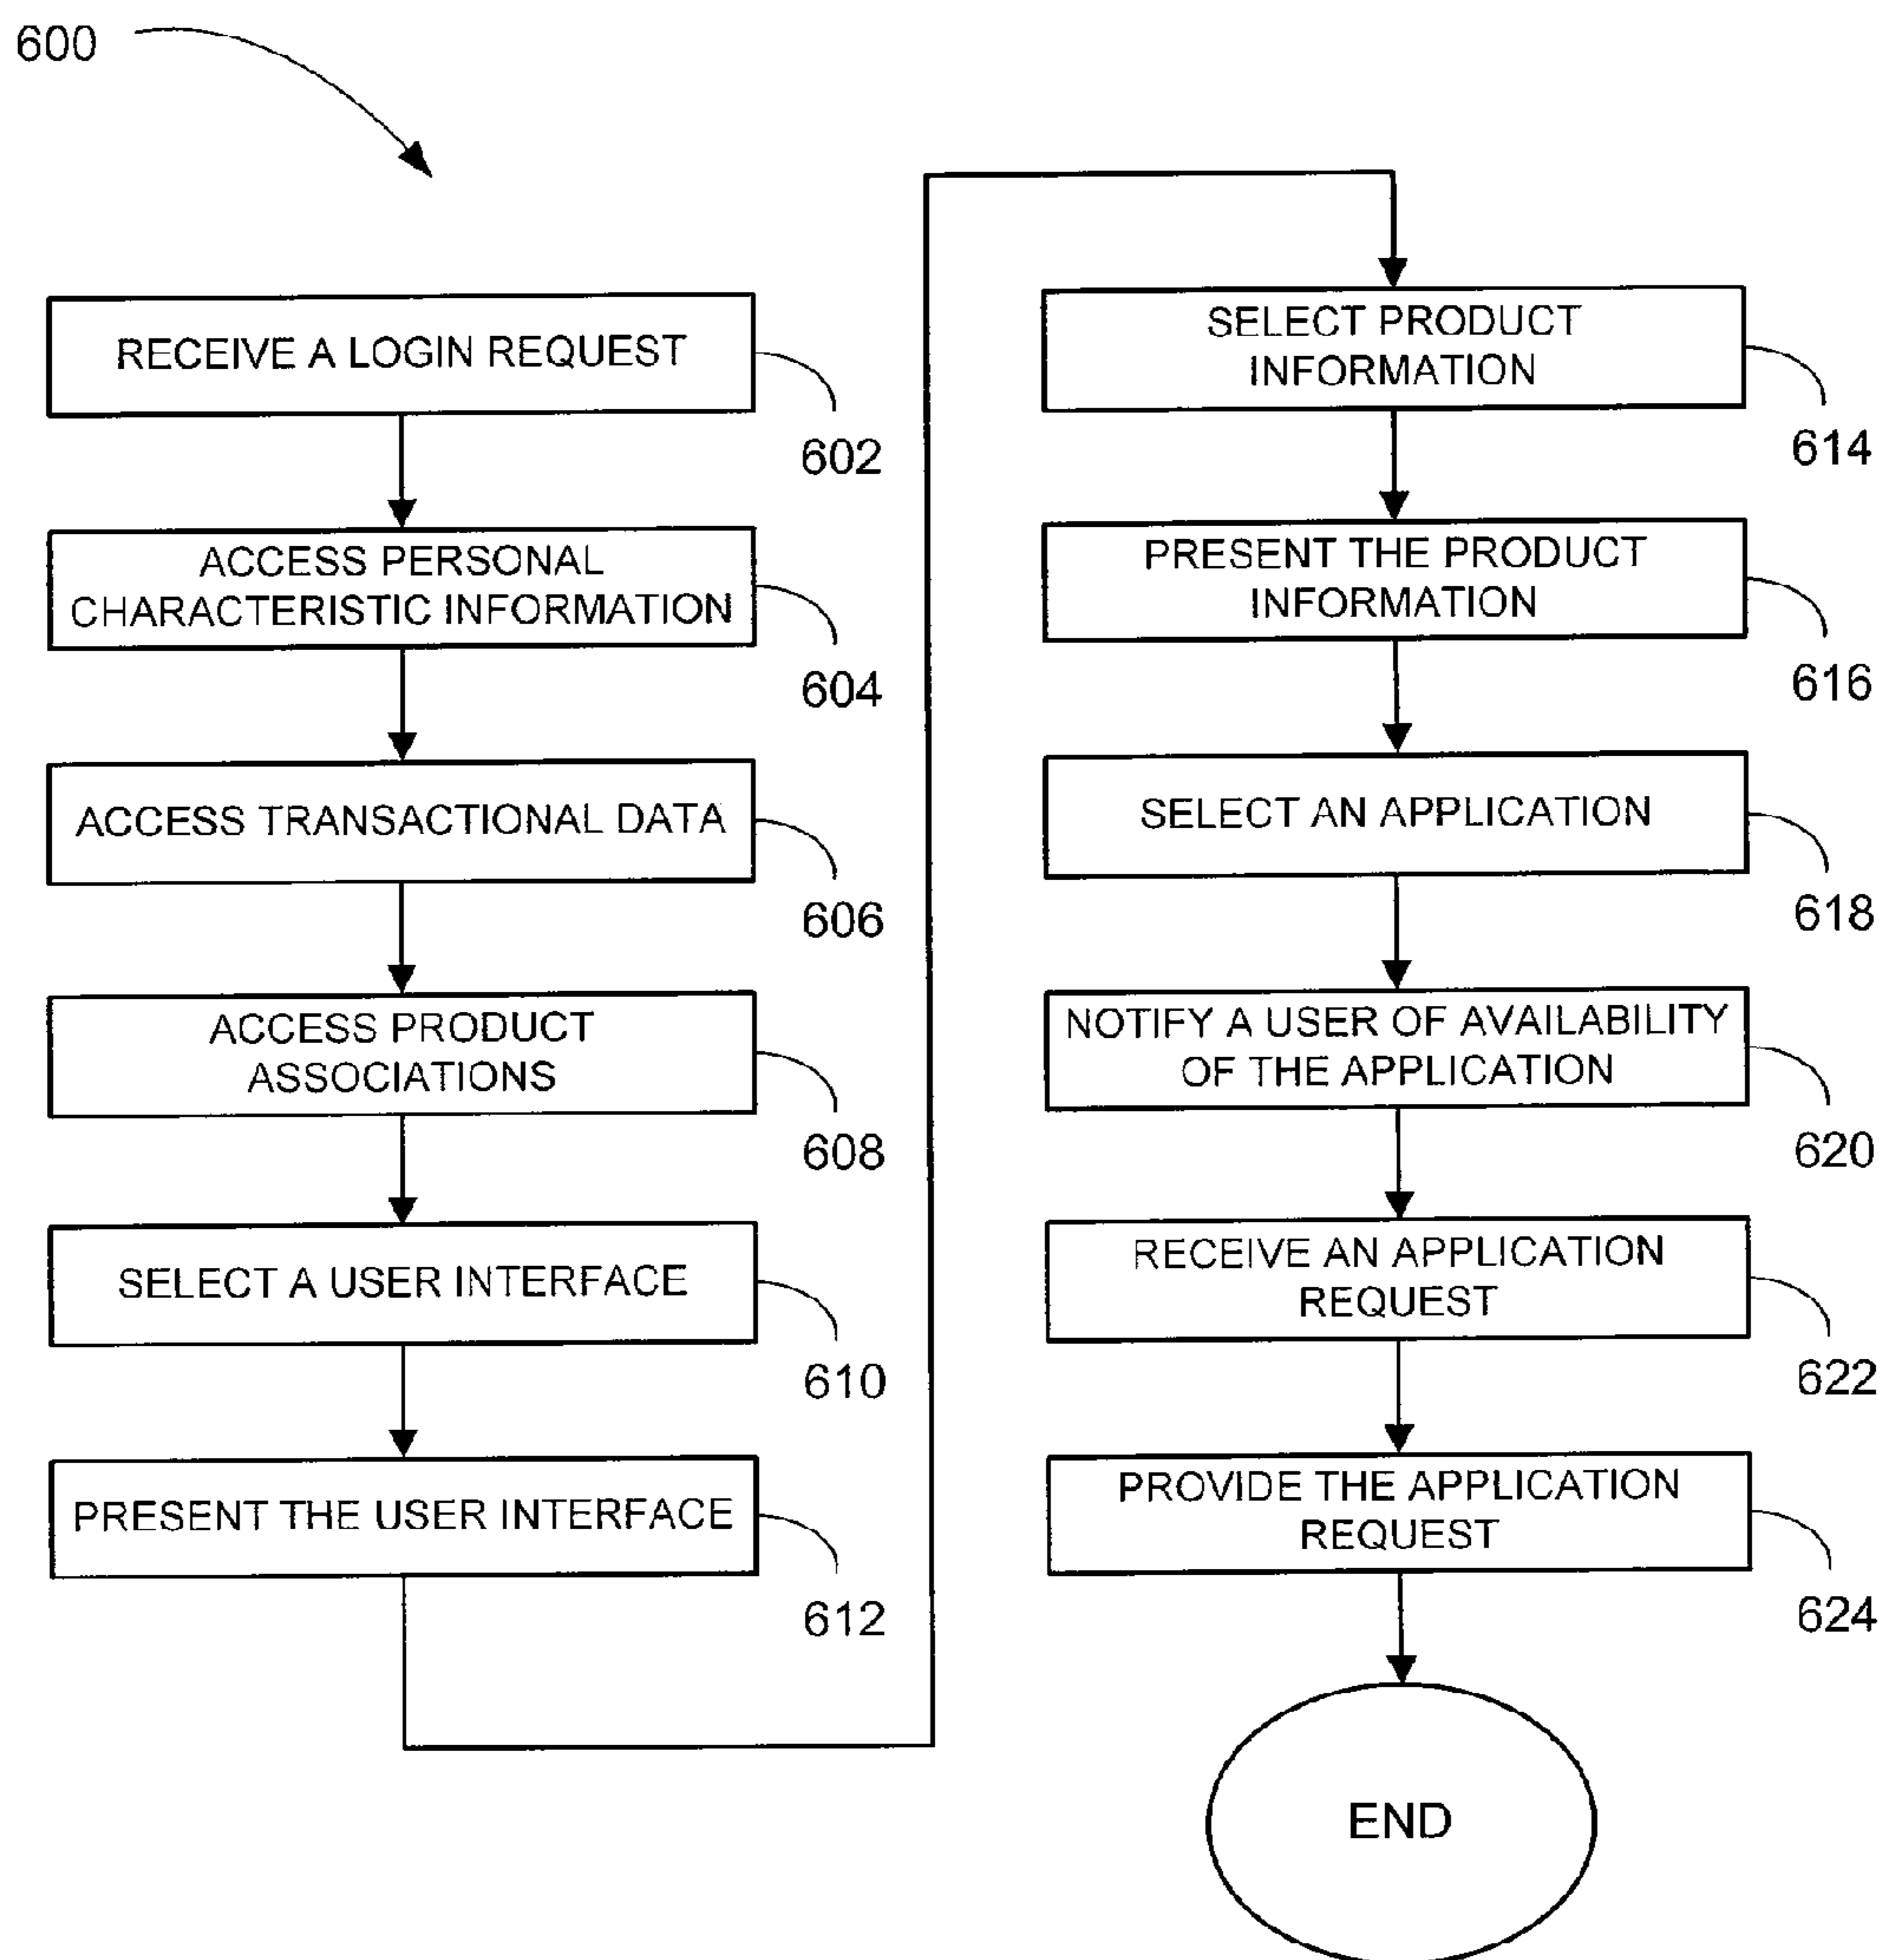 600
RECEIVE A LOGIN REQUEST
602
ACCESS PERSONAL
CHARACTERISTIC INFORMATION
604
ACCESS TRANSACTIONAL DATA
606
ACCESS PRODUCT
ASSOCIATIONS
608
SELECT A USER INTERFACE
610
PRESENT THE USER INTERFACE
612
SELECT PRODUCT
INFORMATION
614
PRESENT THE PRODUCT
INFORMATION
616
SELECT AN APPLICATION
618
NOTIFY A USER OF AVAILABILITY
OF THE APPLICATION
620
RECEIVE AN APPLICATION
REQUEST
622
PROVIDE THE APPLICATION
REQUEST
624
END